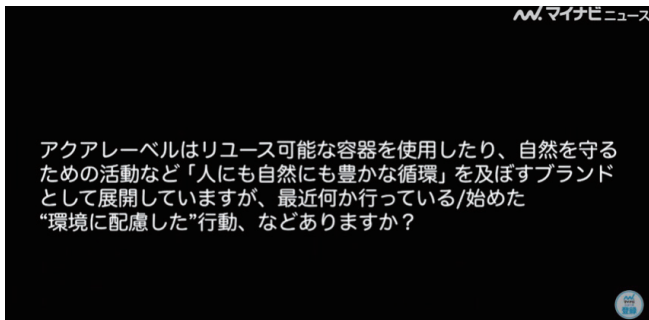 マイナビニュース
アクアレーベルはリユース可能な容器を使用したり、自然を守る
ための活動など「人にも自然にも豊かな循環」を及ぼすブランド
として展開していますが、最近何か行っている/始めた
“環境に配慮した”行動、などありますか？
登録